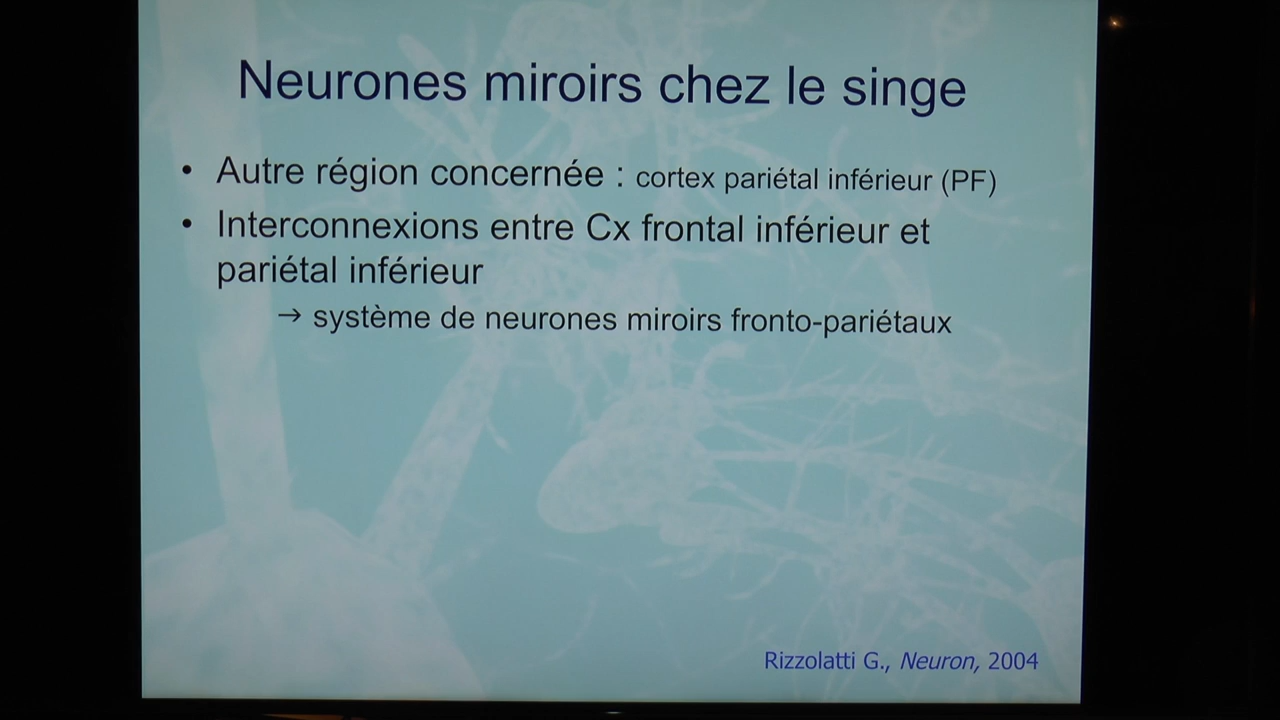 Neurones miroirs chez le singe
• Autre région concernée : cortex pariétal inférieur (PF)
• Interconnexions entre Cx frontal inférieur et
pariétal inférieur
→ système de neurones miroirs fronto-pariétaux
Rizzolatti G., Neuron, 2004